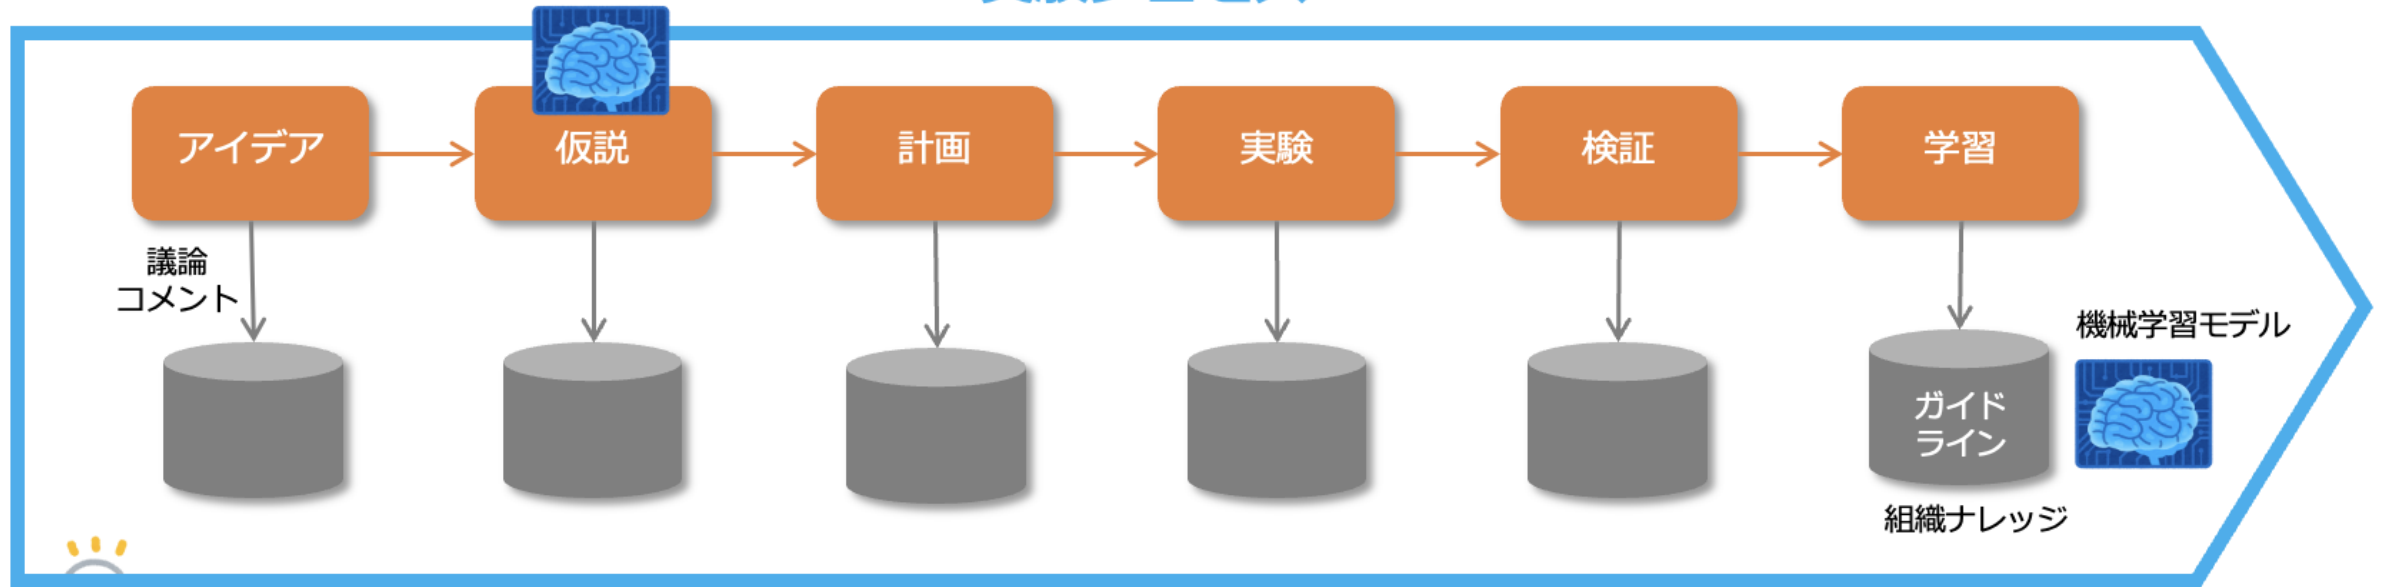 アイデア
仮説
計画
実験
検証
学習
議論
コメント
機械学習モデル
ガイド
ライン
組織ナレッジ